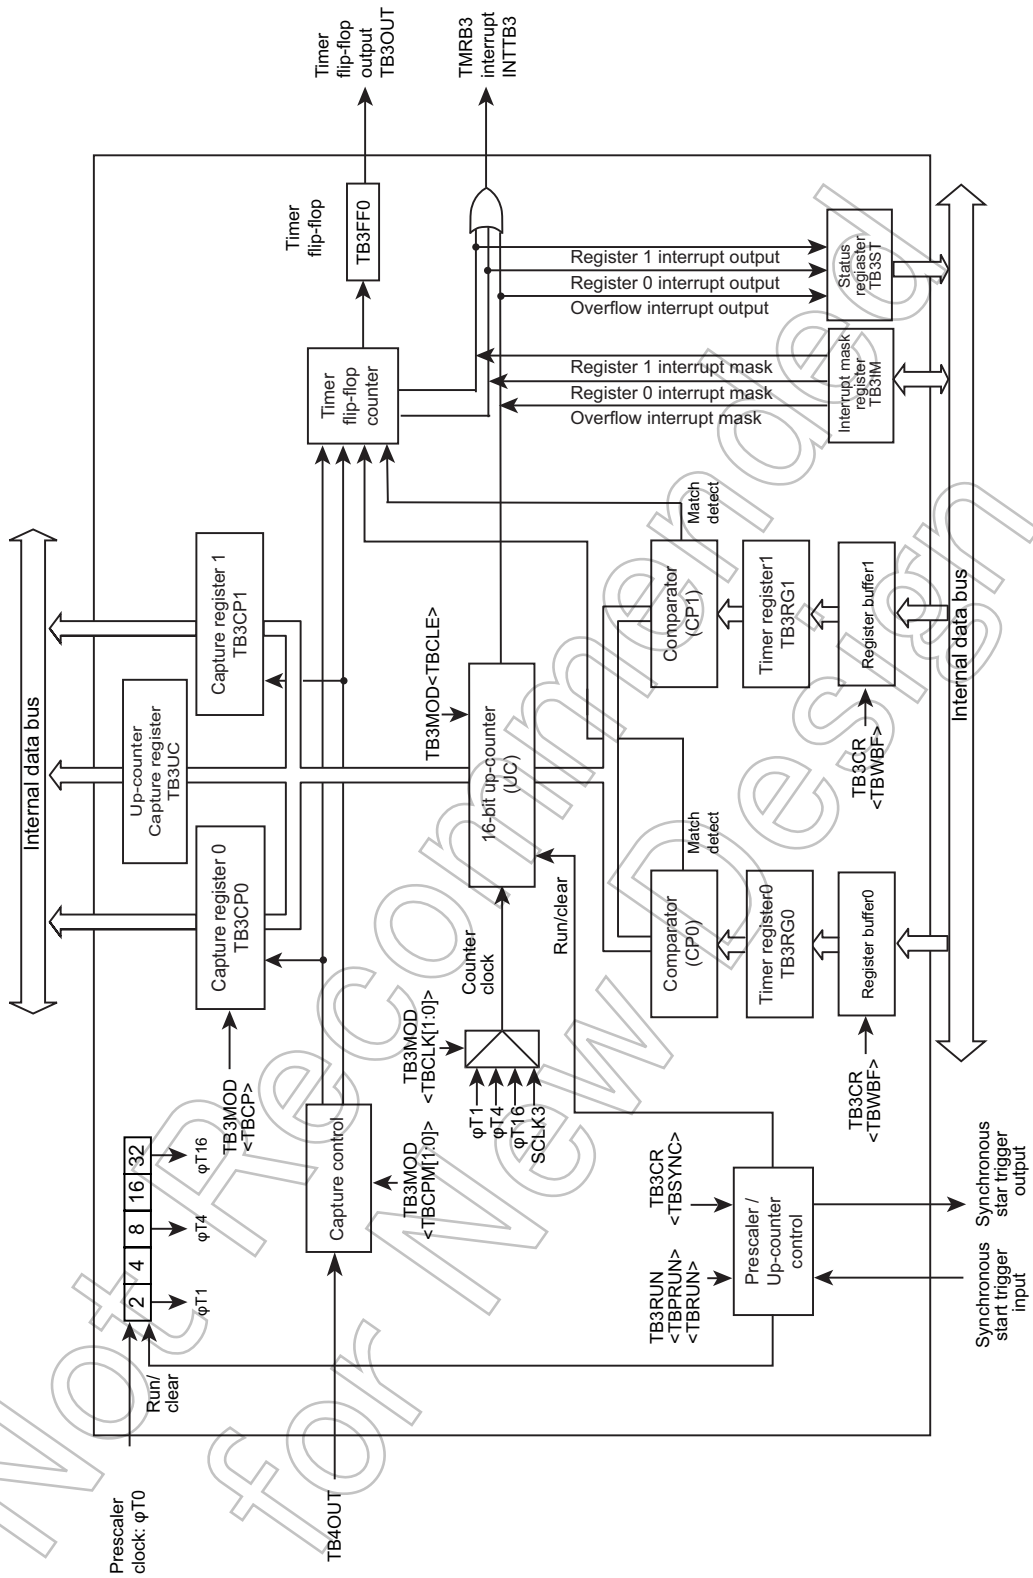 Internal data bus
Prescaler
clock: φT0
Run/
clear
2
4
8
16
32
φT1
φT4
φT16
TB3MOD
<TBCP>
Capture register 0
TB3CP0
Up-counter
Capture register
TB3UC
Capture register 1
TB3CP1
Timer
flip-flop
Timer
flip-flop
output
TB3OUT
TB4OUT
Capture control
TB3MOD
<TBCPM[1:0]>
Timer
flip-flop
counter
TB3FF0
TMRB3
interrupt
INTTB3
TB3MOD
<TBCLK[1:0]>
φT1
φT4
φT16
SCLK3
Counter
clock
TB3MOD<TBCLE>
16-bit up-counter
(UC)
Run/clear
Register 1 interrupt output
Register 0 interrupt output
Overflow interrupt output
Register 1 interrupt mask
Register 0 interrupt mask
Overflow interrupt mask
Match
detect
Match
detect
TB3RUN
<TBPRUN>
<TBRUN>
TB3CR
<TBSYNC>
Prescaler /
Up-counter
control
Comparator
(CP0)
Comparator
(CP1)
Timer register0
TB3RG0
Timer register1
TB3RG1
Register buffer0
Register buffer1
TB3CR
<TBWBF>
TB3CR
<TBWBF>
Interrupt mask
register
TB3IM
Status
regiaster
TB3ST
Internal data bus
Synchronous
start trigger
input
Synchronous
star trigger
output
Not Recommended
for New Design